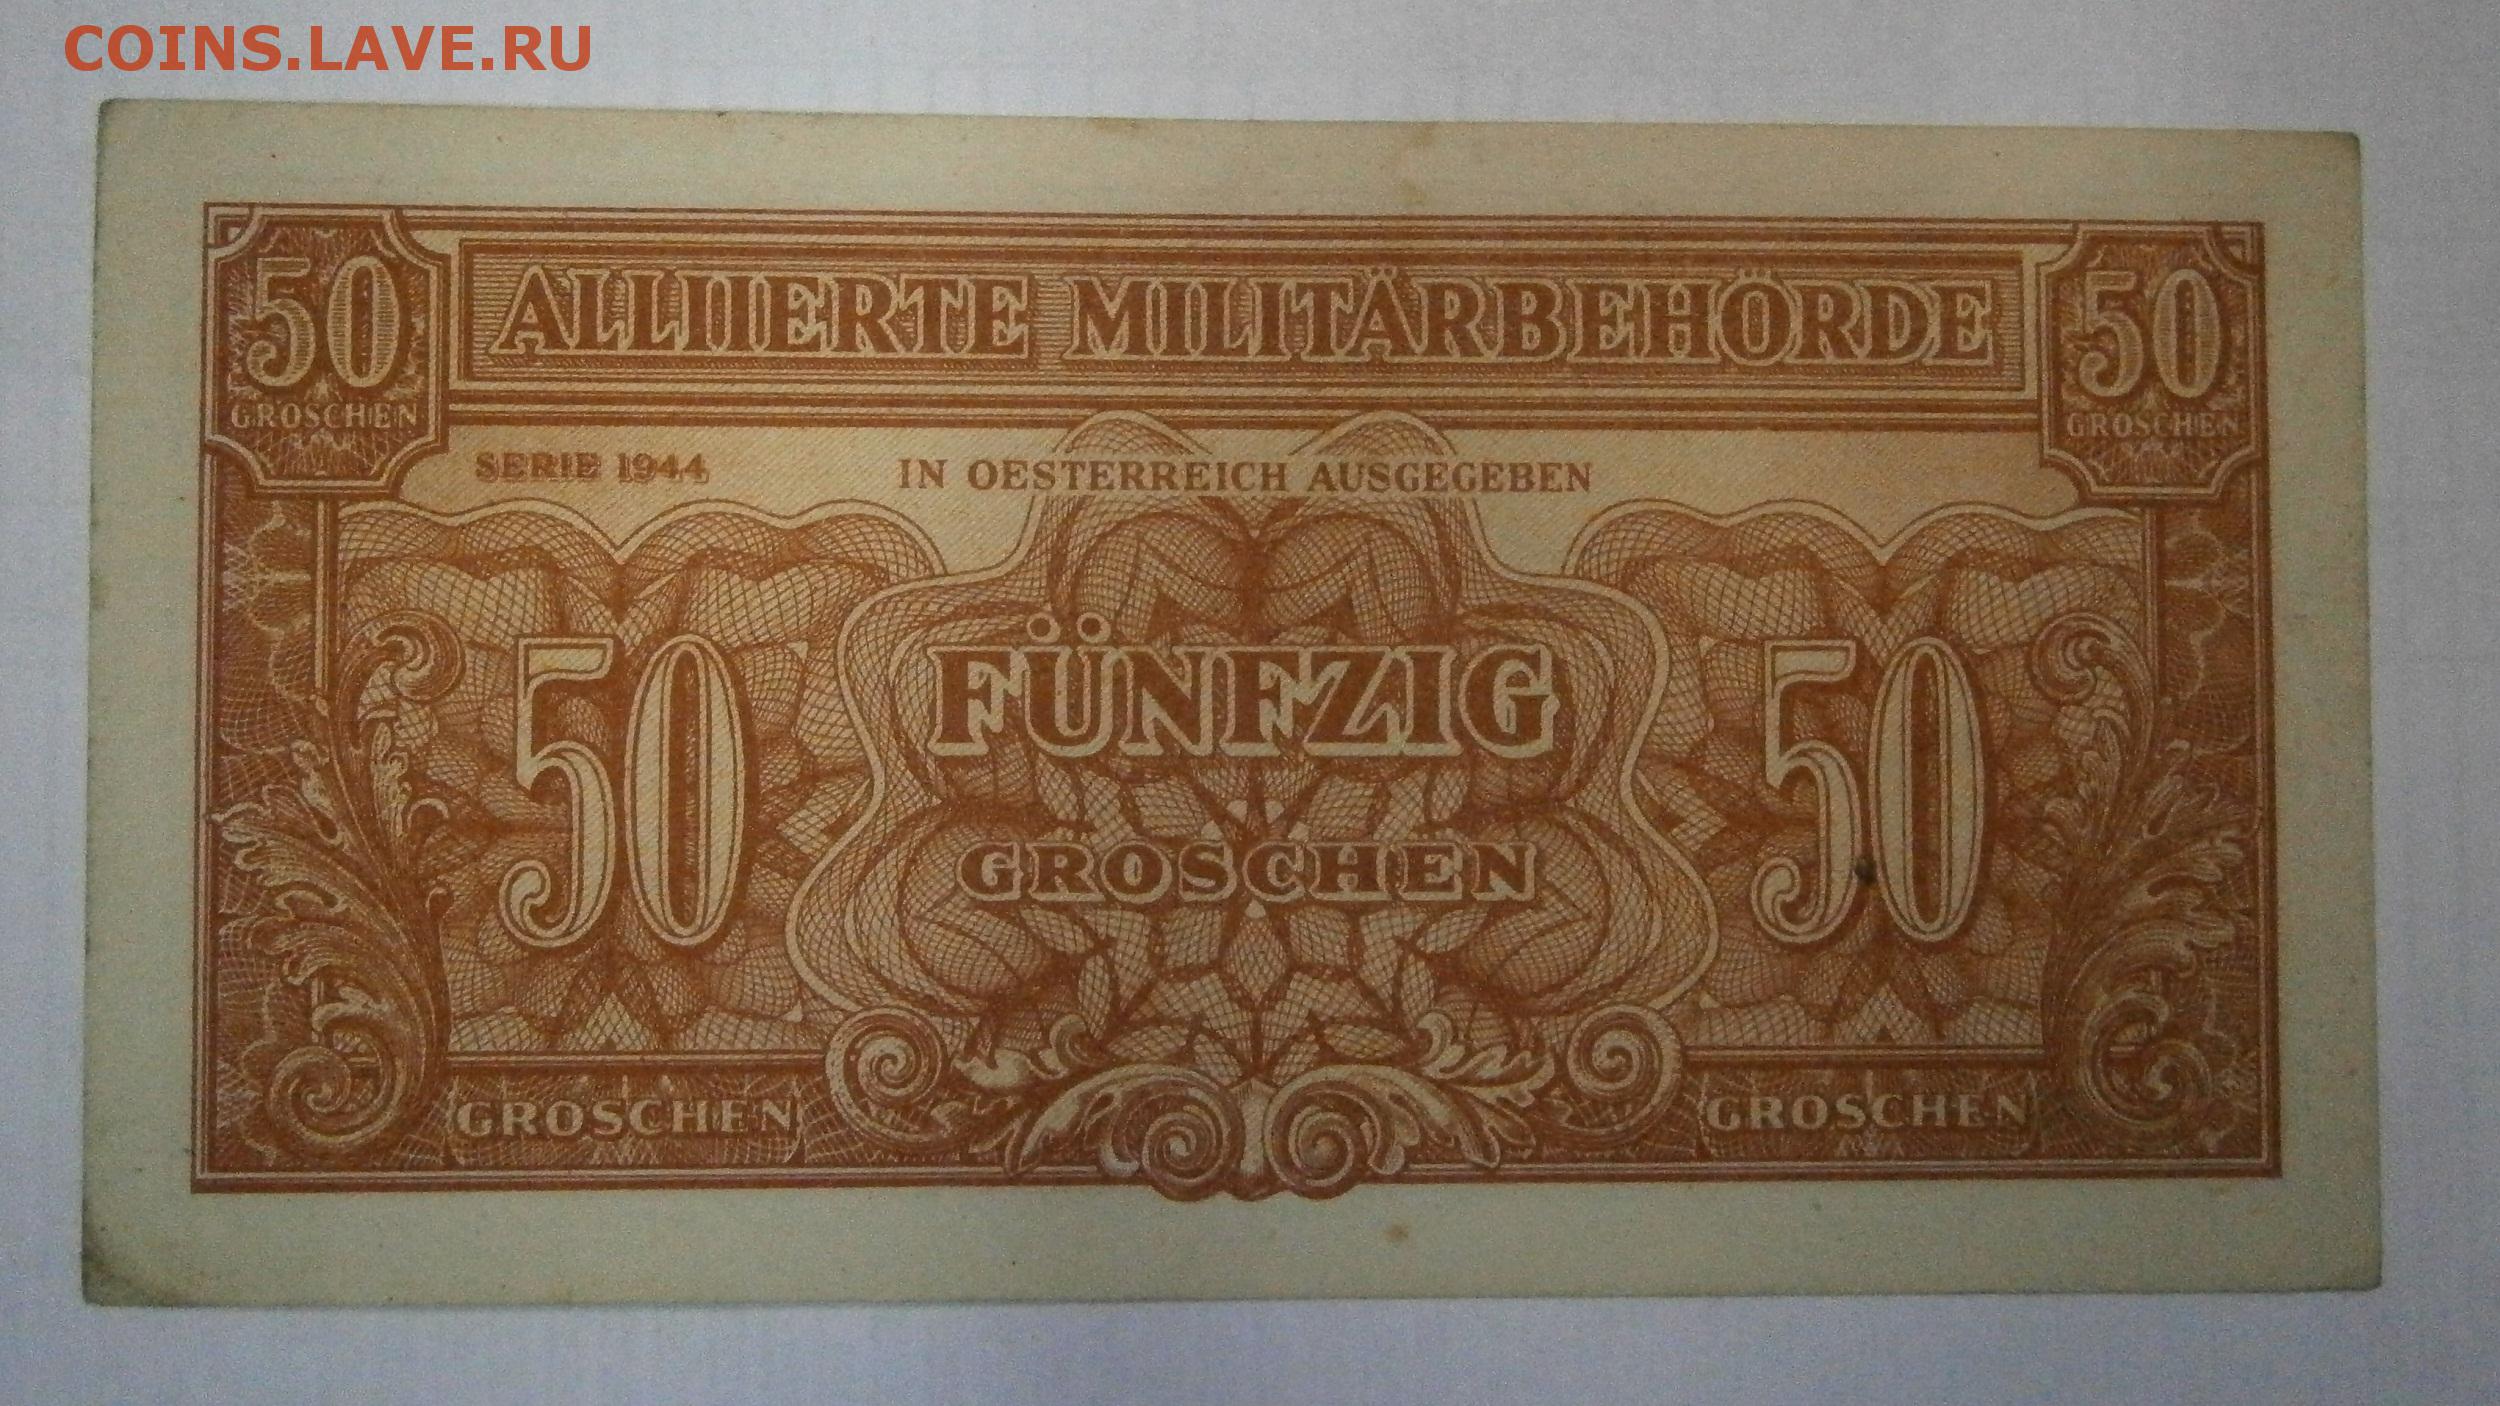 COINS.LAVE.RU
50 ALLIIERTE MILITÄRBEHÖRDE 50
GROSCHEN GROSCHEN
SERIE 1944 IN OESTERREICH AUSGEGEBEN
50 FÜNFZIG 50
GROSCHEN
GROSCHEN GROSCHEN